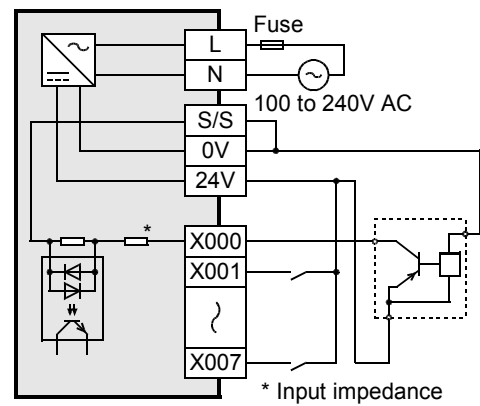 L
Fuse
N
100 to 240V AC
S/S
0V
24V
*
X000
X001
X007
* Input impedance